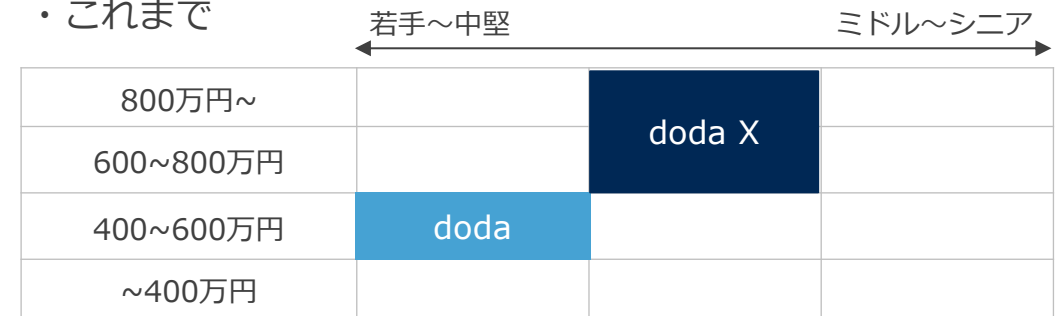 ・これまで
若手～中堅 ミドル～シニア
800万円~
doda X
600~800万円
400~600万円 doda
~400万円